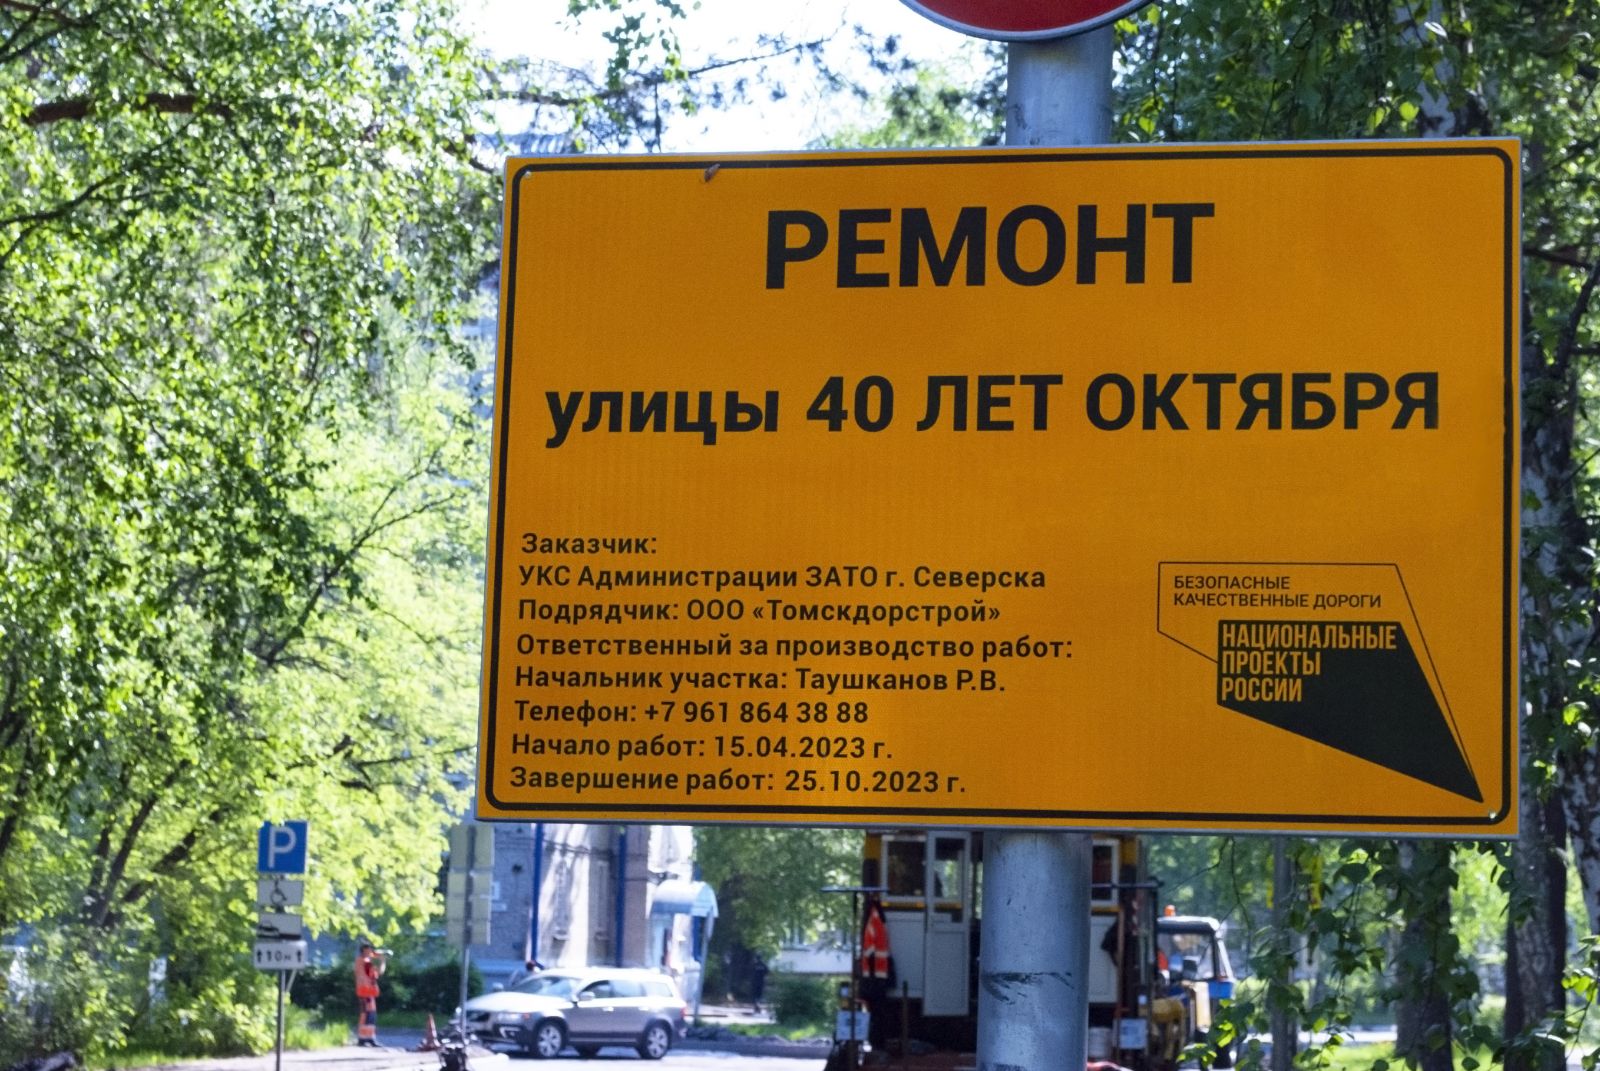 РЕМОНТ
улицы 40 ЛЕТ ОКТЯБРЯ
Заказчик:
УКС Администрации ЗАТО г. Северска
Подрядчик: ООО «Томскдорстрой»
Ответственный за производство работ:
Начальник участка: Таушканов Р.В.
Телефон: +7 961 864 38 88
Начало работ: 15.04.2023 г.
Завершение работ: 25.10.2023 г.
БЕЗОПАСНЫЕ
КАЧЕСТВЕННЫЕ ДОРОГИ
НАЦИОНАЛЬНЫЕ
ПРОЕКТЫ
РОССИИ
P
10м